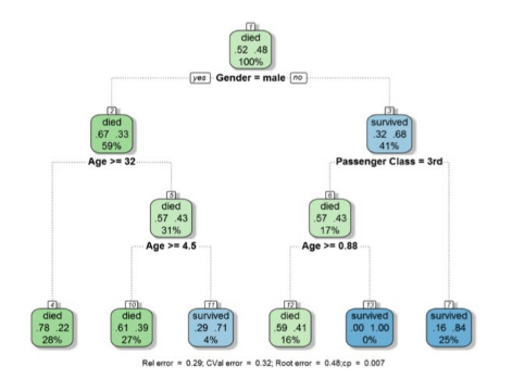 1
died
.52 .48
100%
yes Gender = male no
2
died
.67 .33
59%
Age >= 32
3
survived
.32 .68
41%
Passenger Class = 3rd
5
died
.57 .43
31%
Age >= 4.5
6
died
.57 .43
17%
Age >= 0.88
4
died
.78 .22
28%
10
died
.61 .39
27%
11
survived
.29 .71
4%
12
died
.59 .41
16%
13
survived
.00 1.00
0%
7
survived
.16 .84
25%
Rel error = 0.29; CVal error = 0.32; Root error = 0.48;cp = 0.007